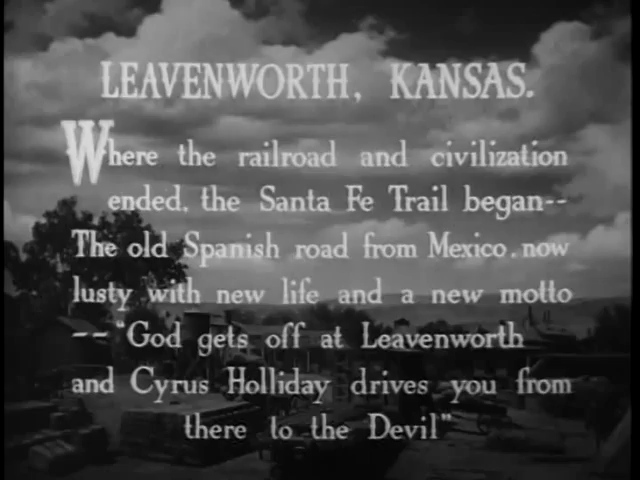 LEAVENWORTH, KANSAS.
Where the railroad and civilization
ended, the Santa Fe Trail began--
The old Spanish road from Mexico, now
lusty with new life and a new motto
--"God gets off at Leavenworth
and Cyrus Holliday drives you from
there to the Devil"